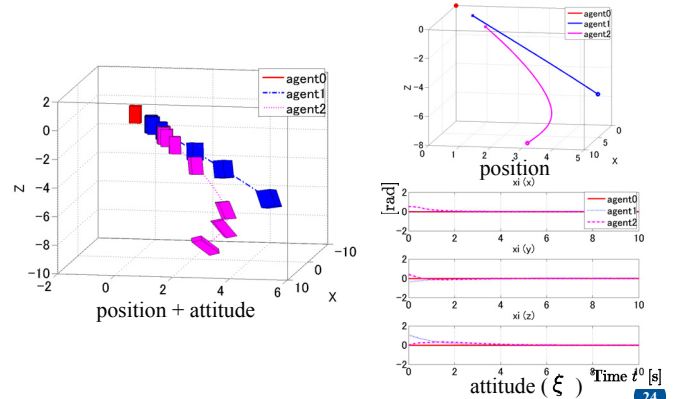 agent0
agent1
agent2
2
0
-2
-4
-6
-8
-10
Z
-2
0
2
4
6
10
0
-10
X
position + attitude
agent0
agent1
agent2
0
-2
-4
-6
-8
Z
0
1
2
3
4
5
10
5
0
X
position
xi (x)
[rad]
2
0
-2
agent0
agent1
agent2
0 2 4 6 8 10
xi (y)
2
0
-2
0 2 4 6 8 10
xi (z)
2
0
-2
0 2 4 6 8 10
attitude ( ξ ) Time t [s]
24